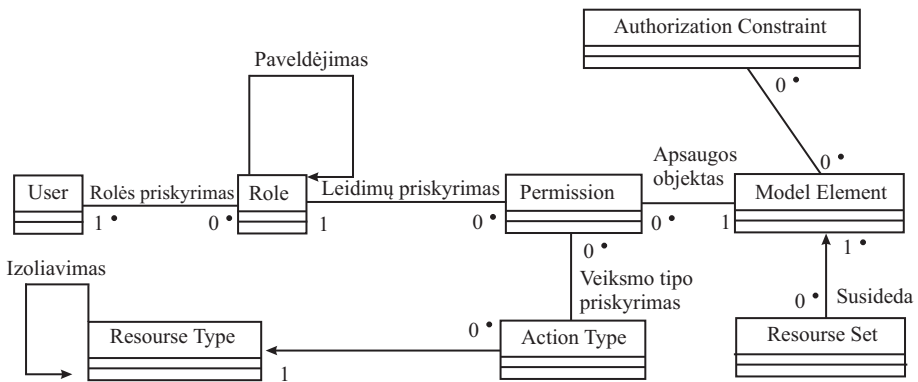 Authorization Constraint
Paveldėjimas
0 •
Apsaugos
objektas
0 •
User
Rolės priskyrimas
Role
Leidimų priskyrimas
Permission
Model Element
1 •
0 •
1
0 •
0 •
1
0 •
1 •
Izoliavimas
Veiksmo tipo
priskyrimas
0 •
Susideda
Resourse Type
0 •
Action Type
Resourse Set
1